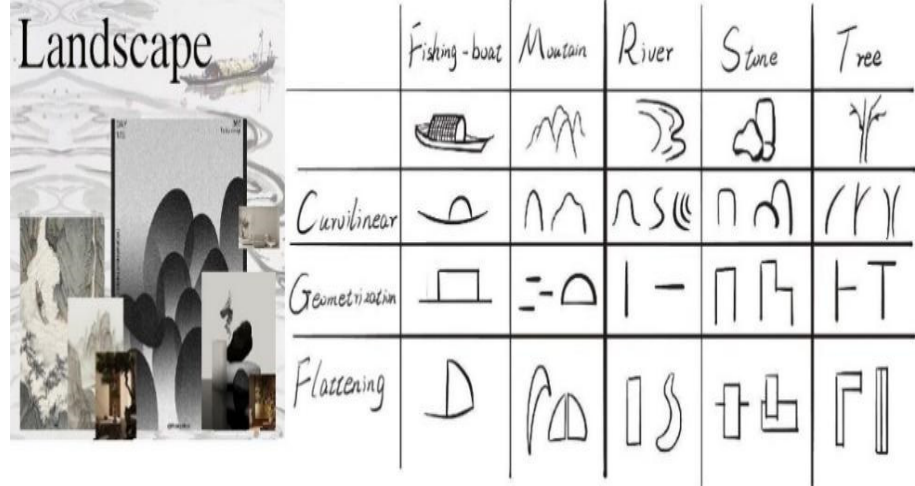 Landscape
Fishing-boat Moutain River Stone Tree
Curvilinear
Geometrization
Flattening